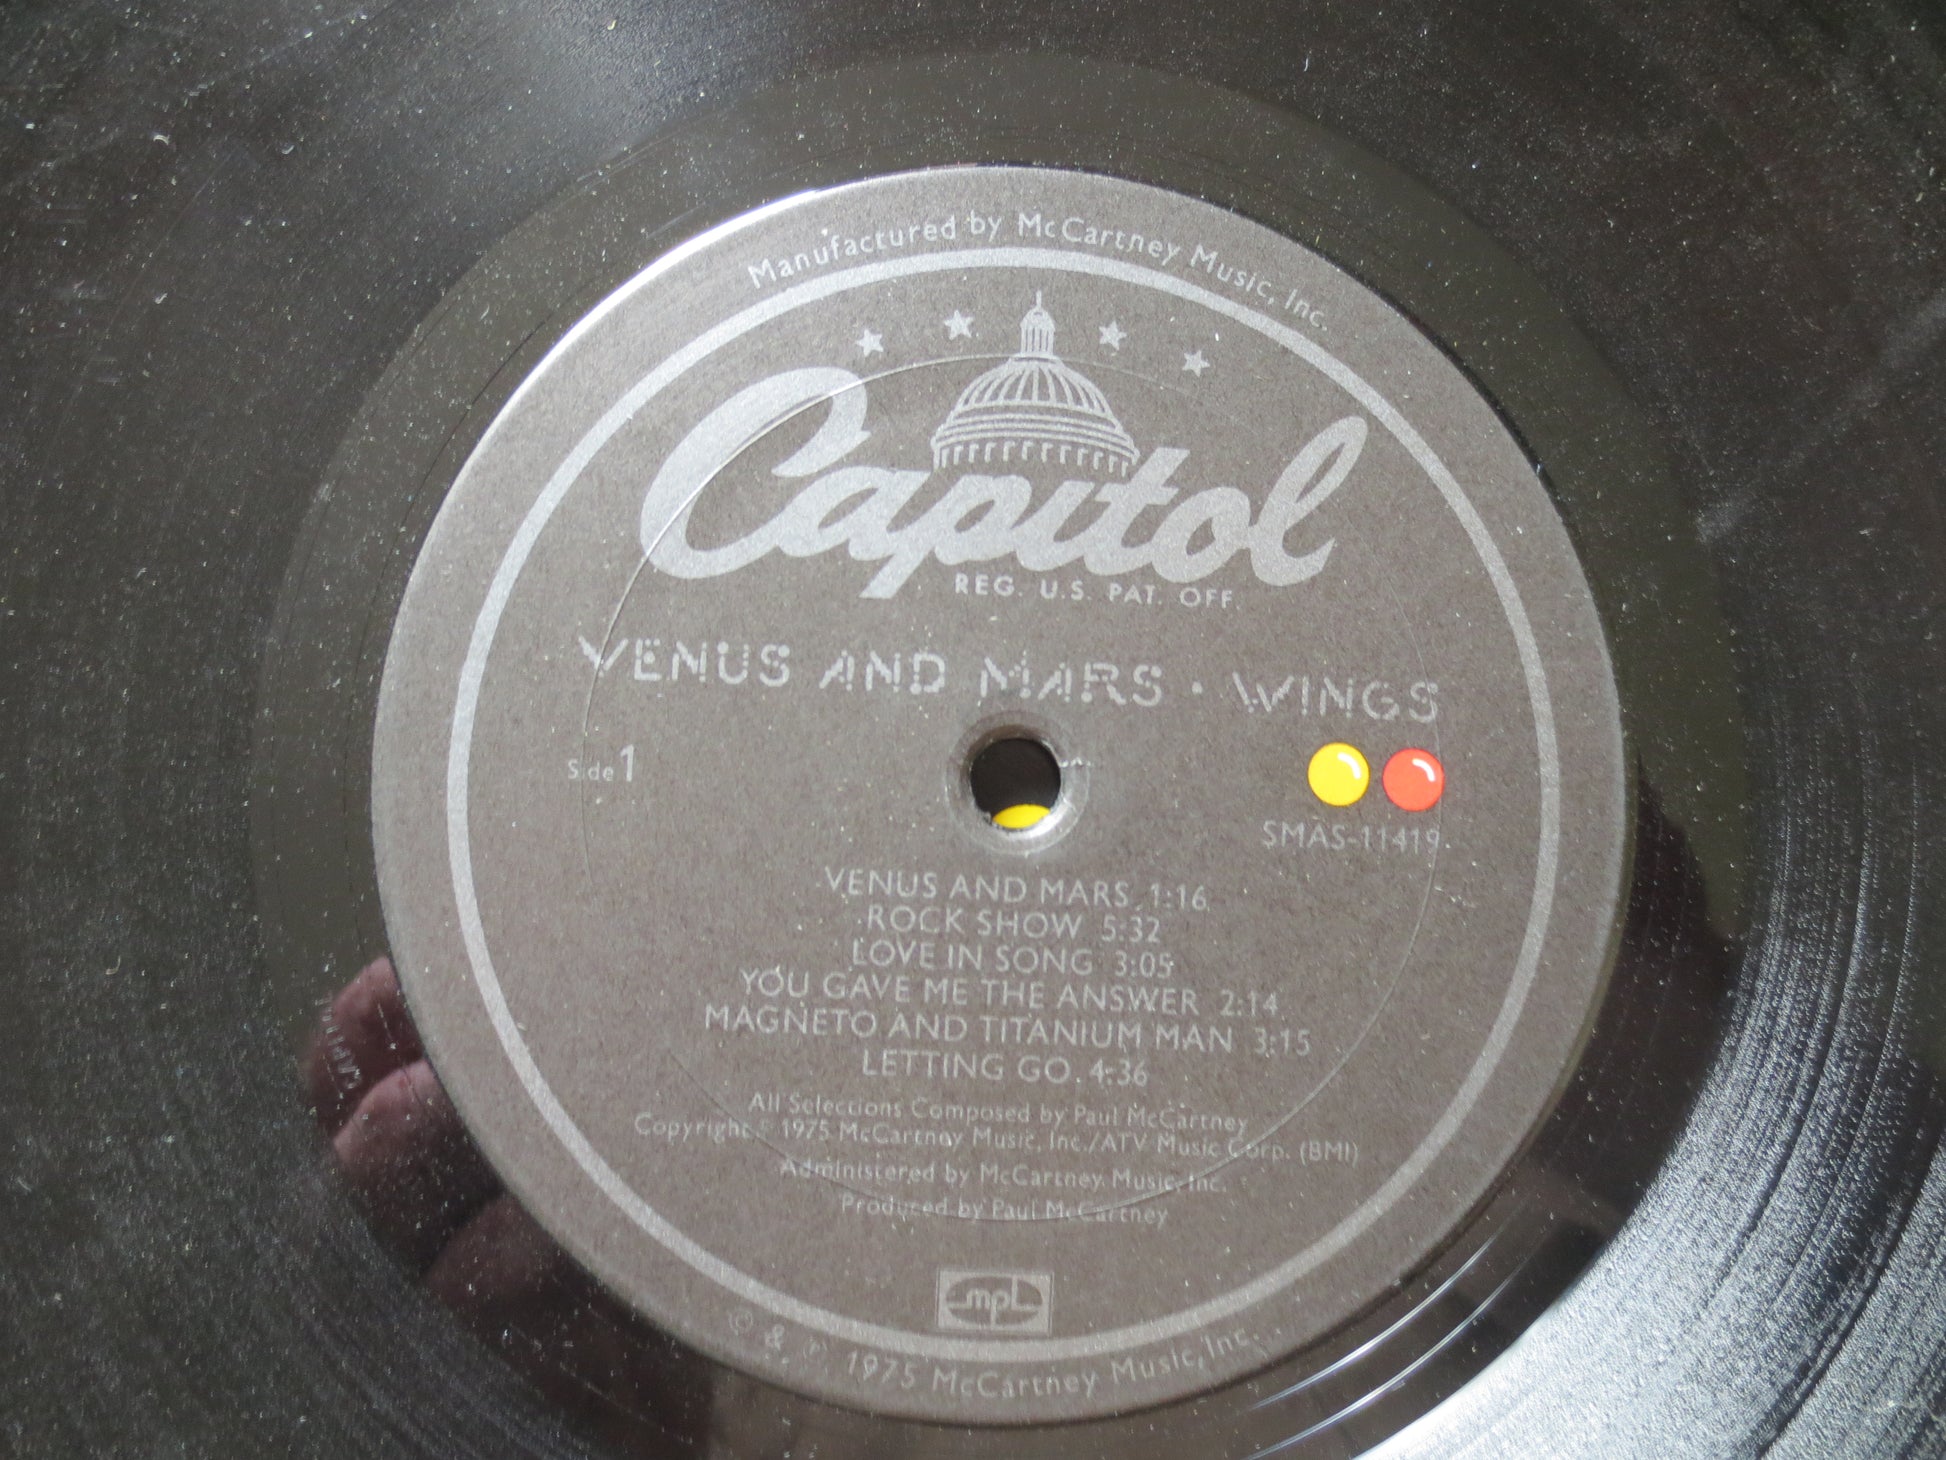 Manufactured by McCartney Music, Inc.
Capitol
REG. U.S. PAT. OFF.
VENUS AND MARS · WINGS
Side 1
SMAS-11419
VENUS AND MARS 1:16
ROCK SHOW 5:32
LOVE IN SONG 3:05
YOU GAVE ME THE ANSWER 2:14
MAGNETO AND TITANIUM MAN 3:15
LETTING GO 4:36
All Selections Composed by Paul McCartney
Copyright © 1975 McCartney Music, Inc./ATV Music Corp. (BMI)
Administered by McCartney Music, Inc.
Produced by Paul McCartney
mpl
© & ℗ 1975 McCartney Music, Inc.